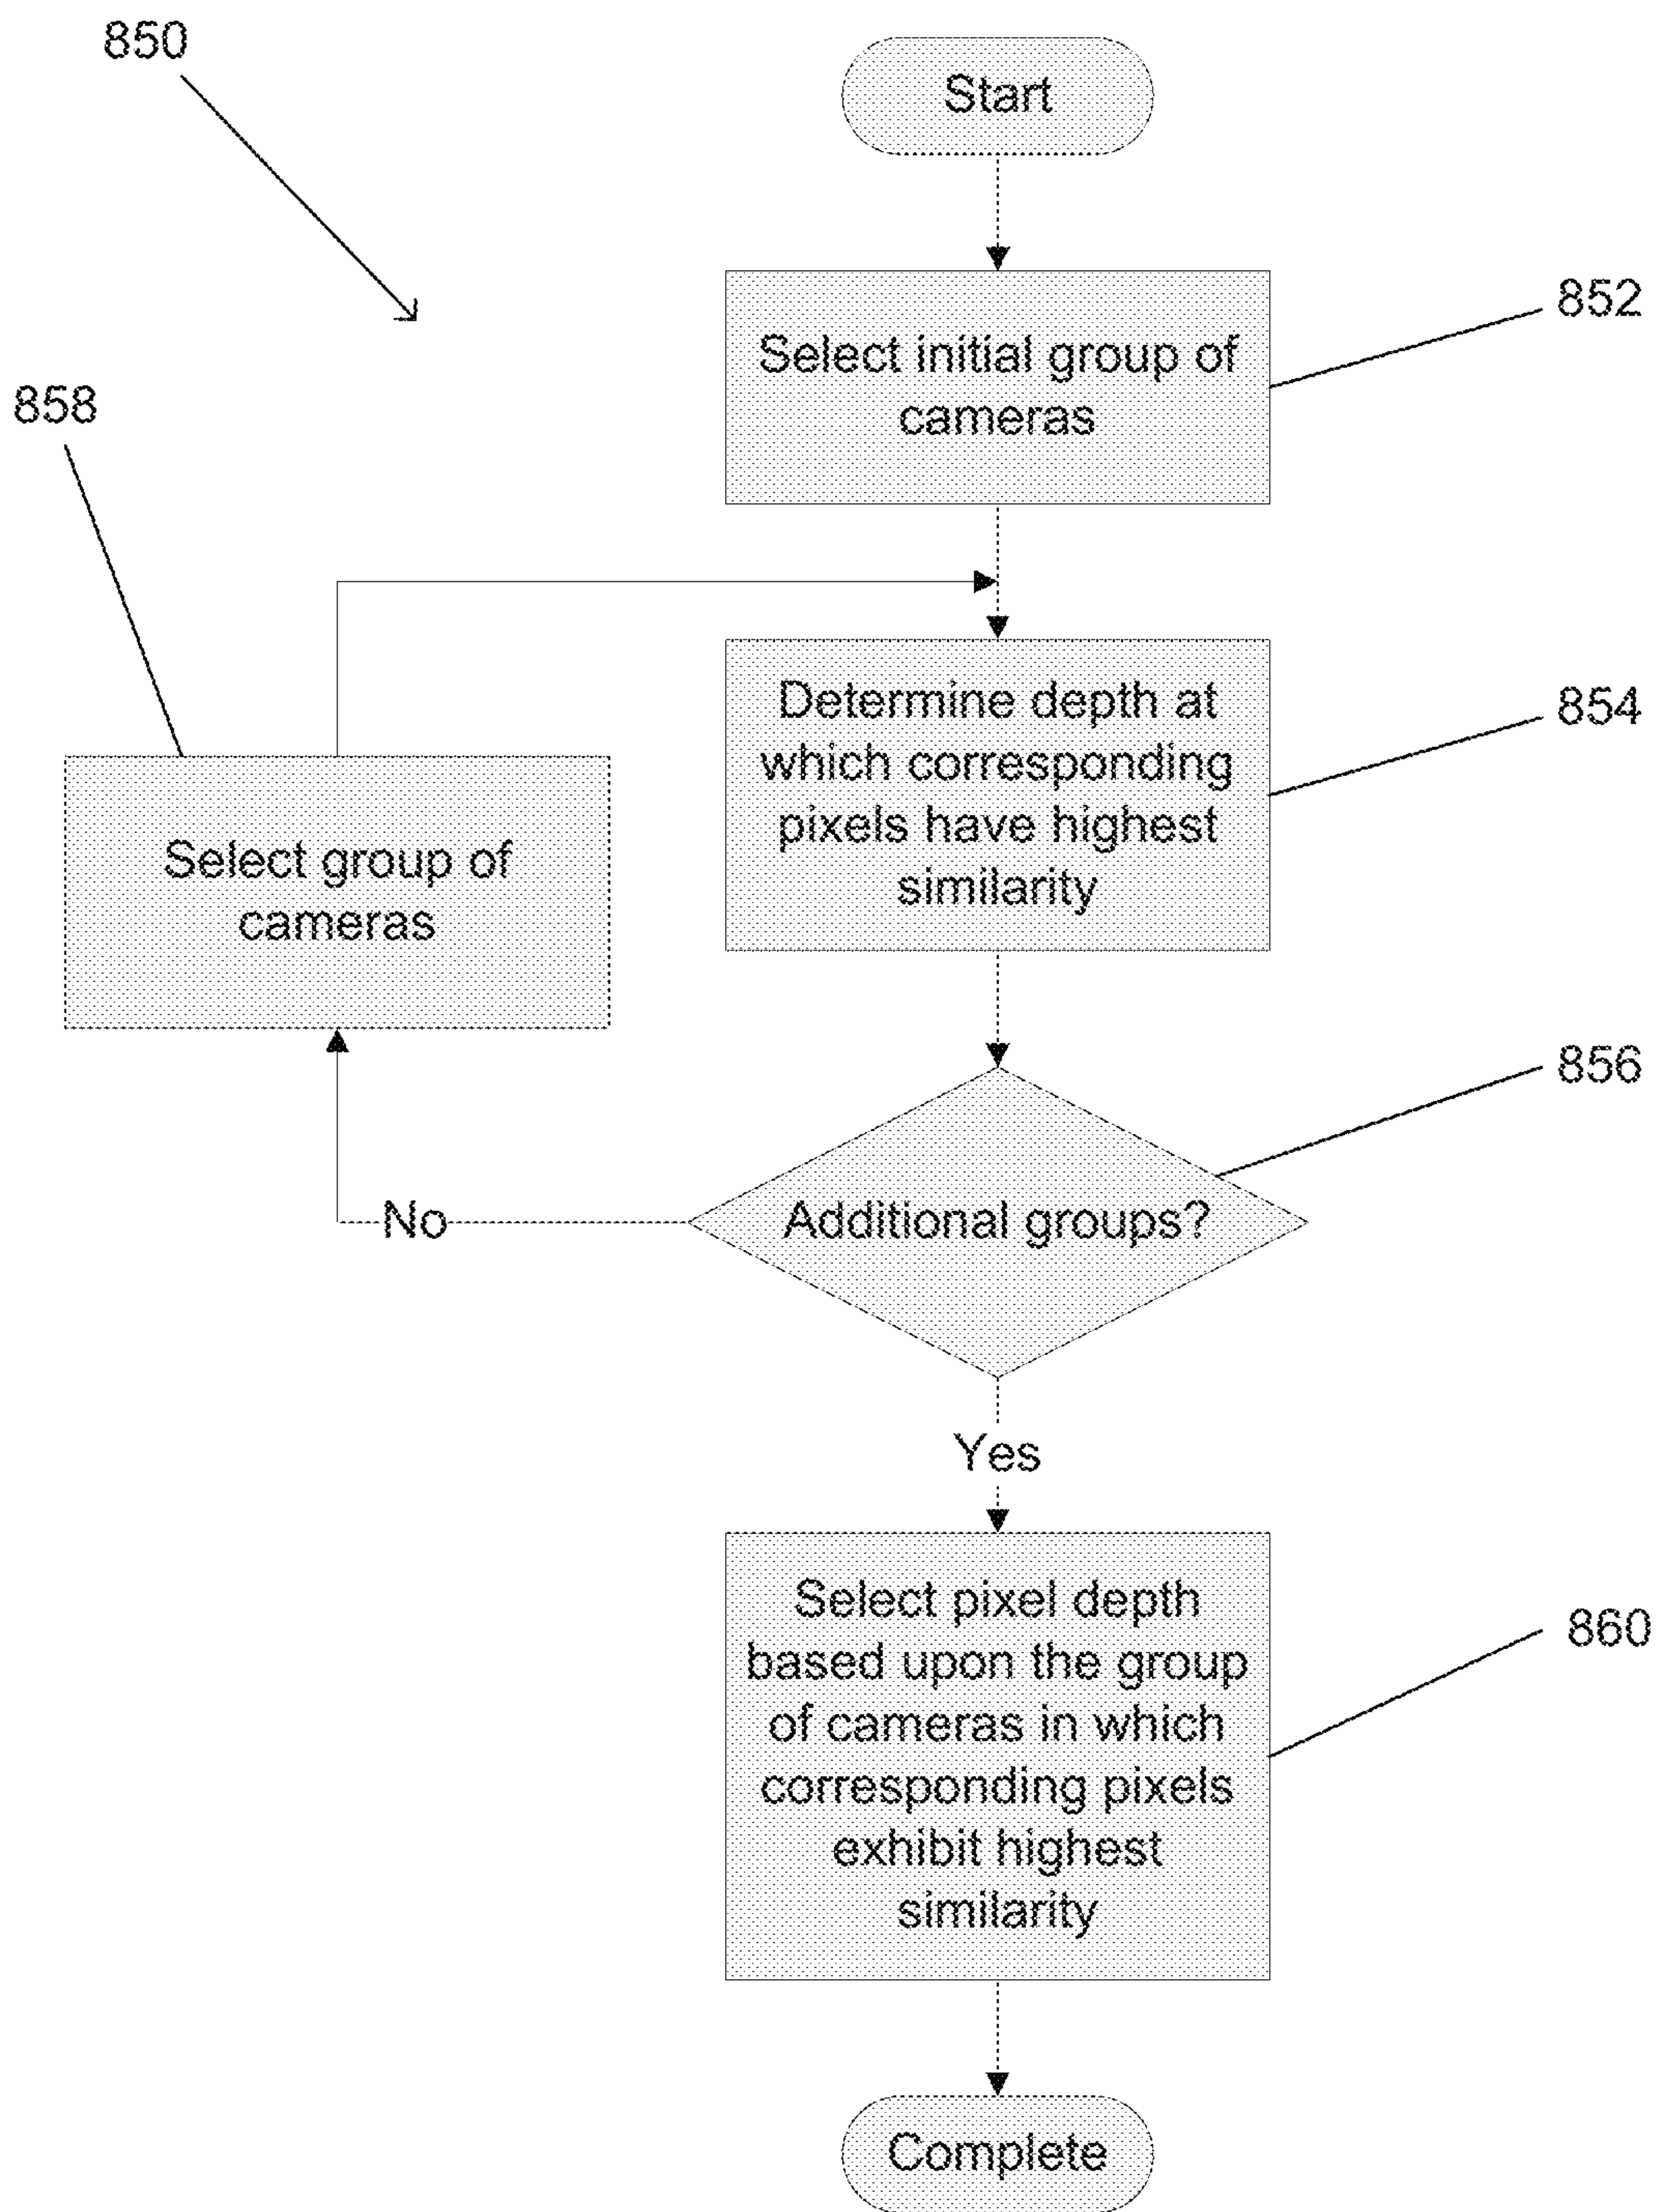 850
Start
852
Select initial group of
cameras
858
854
Determine depth at
which corresponding
pixels have highest
similarity
Select group of
cameras
856
Additional groups?
No
Yes
860
Select pixel depth
based upon the group
of cameras in which
corresponding pixels
exhibit highest
similarity
Complete